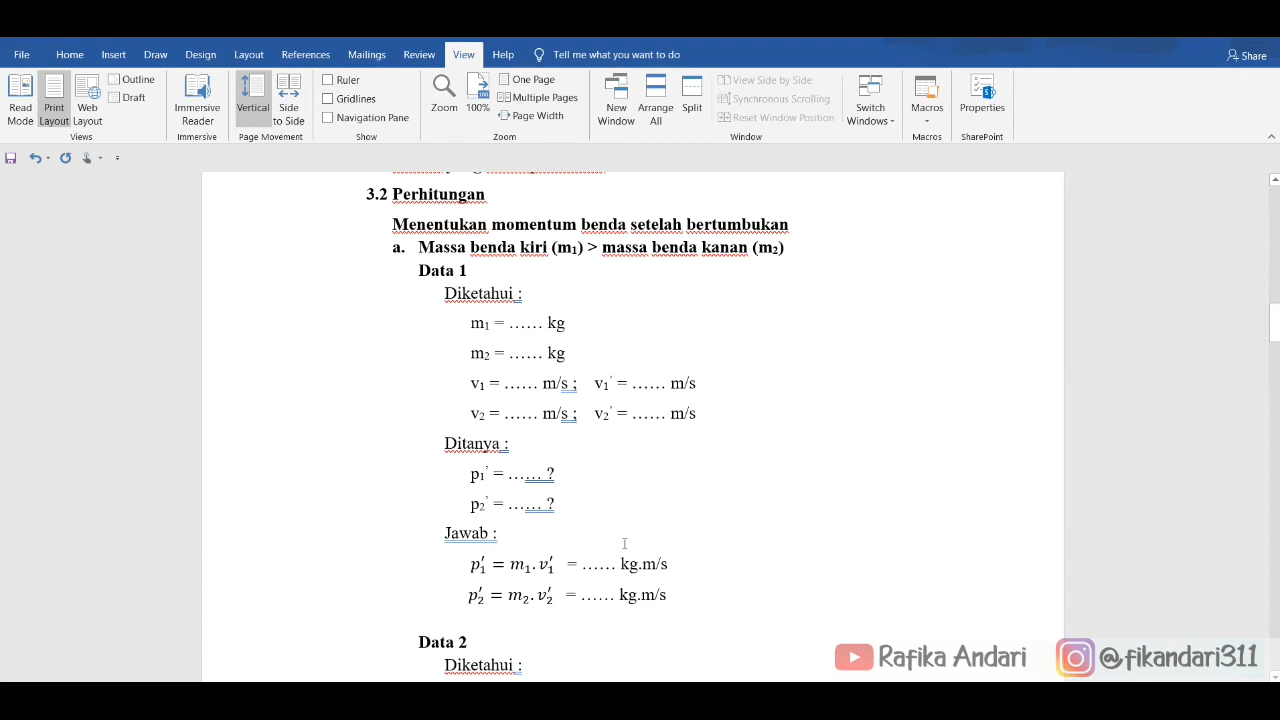 File Home Insert Draw Design Layout References Mailings Review View Help Tell me what you want to do Share
Read Mode
Print Layout
Web Layout
Outline
Draft
Views
Immersive Reader
Immersive
Vertical
Side to Side
Page Movement
Ruler
Gridlines
Navigation Pane
Show
Zoom
100%
One Page
Multiple Pages
Page Width
Zoom
New Window
Arrange All
Split
View Side by Side
Synchronous Scrolling
Reset Window Position
Window
Switch Windows
Macros
Macros
Properties
SharePoint
3.2 Perhitungan
Menentukan momentum benda setelah bertumbukan
a. Massa benda kiri (m₁) > massa benda kanan (m₂)
Data 1
Diketahui :
m₁ = …… kg
m₂ = …… kg
v₁ = …… m/s ; v₁' = …… m/s
v₂ = …… m/s ; v₂' = …… m/s
Ditanya :
p₁' = …… ?
p₂' = …… ?
Jawab :
p₁′ = m₁. v₁′ = …… kg.m/s
p₂′ = m₂. v₂′ = …… kg.m/s
Data 2
Diketahui :
Rafika Andari @fikandari311